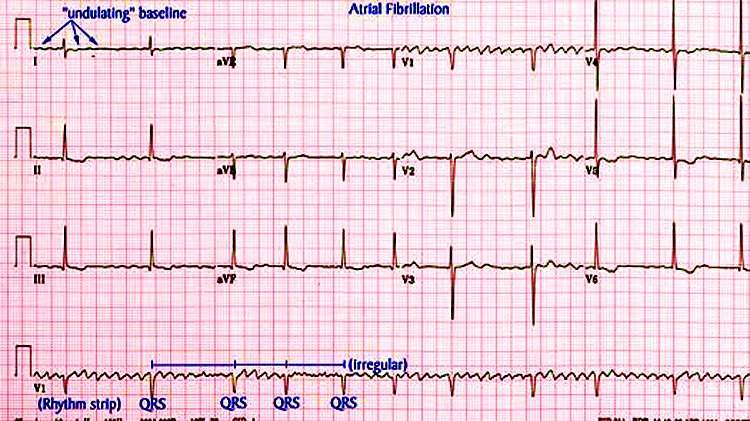 "undulating" baseline
Atrial Fibrillation
I
aVR
V1
V4
II
V2
V5
III
aVF
V3
V6
(irregular)
V1
(Rhythm strip) QRS QRS QRS QRS